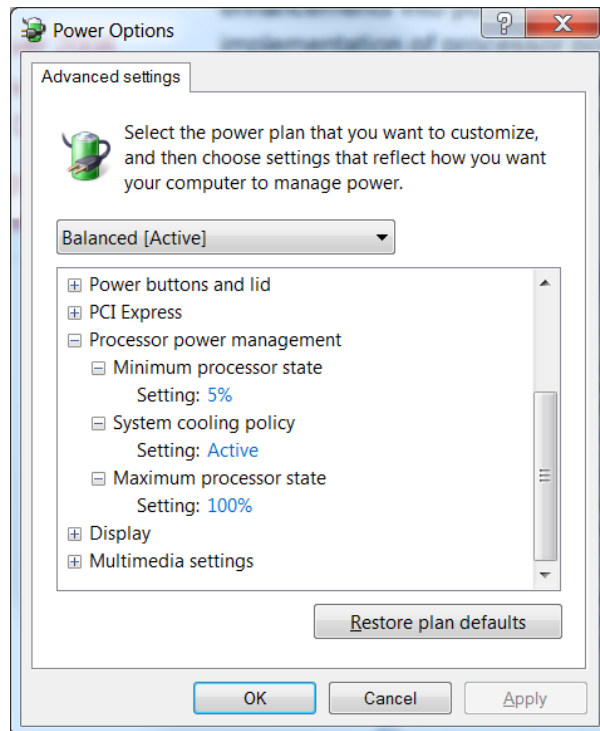 Power Options
Advanced settings
Select the power plan that you want to customize,
and then choose settings that reflect how you want
your computer to manage power.
Balanced [Active]
Power buttons and lid
PCI Express
Processor power management
Minimum processor state
Setting: 5%
System cooling policy
Setting: Active
Maximum processor state
Setting: 100%
Display
Multimedia settings
Restore plan defaults
OK
Cancel
Apply